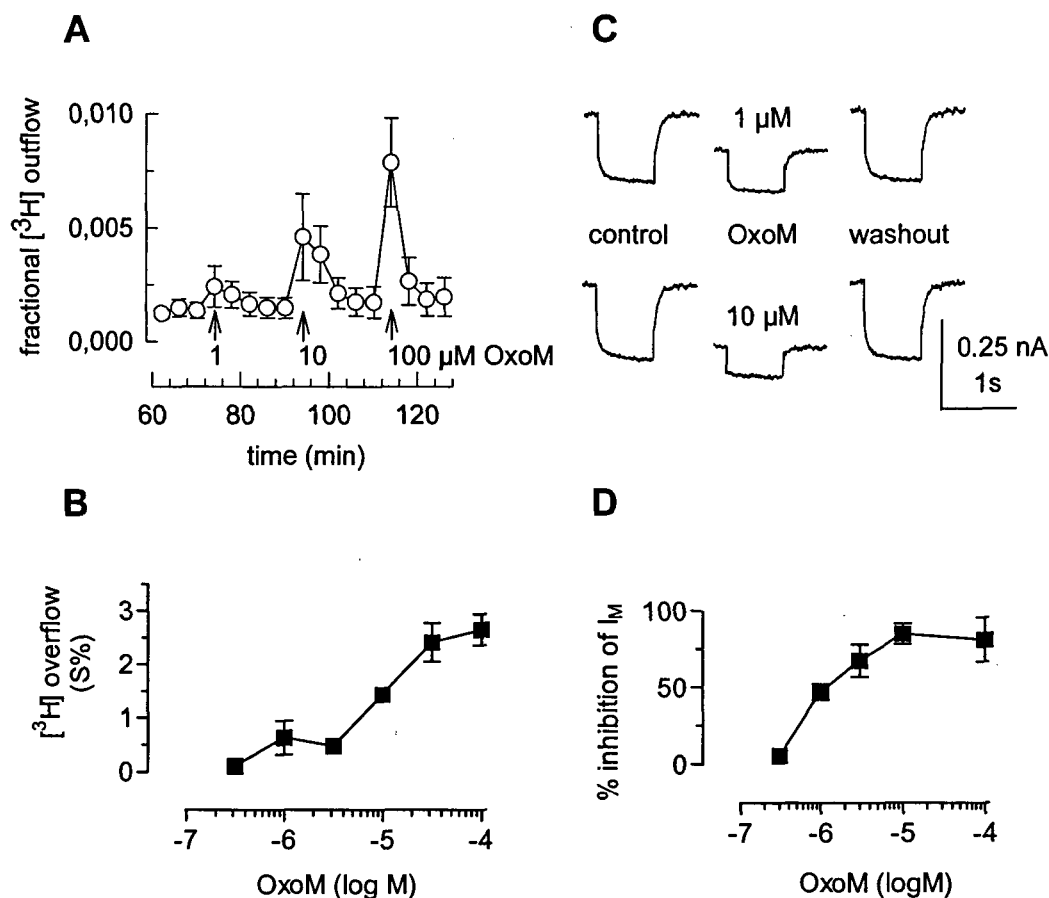 A
0,010
0,005
0,000
fractional [³H] outflow
1
10
100 µM OxoM
60
80
100
120
time (min)
B
3
2
1
0
[³H] overflow
(S%)
-7
-6
-5
-4
OxoM (log M)
C
1 µM
control
OxoM
washout
10 µM
0.25 nA
1s
D
100
50
0
% inhibition of I_M
-7
-6
-5
-4
OxoM (logM)